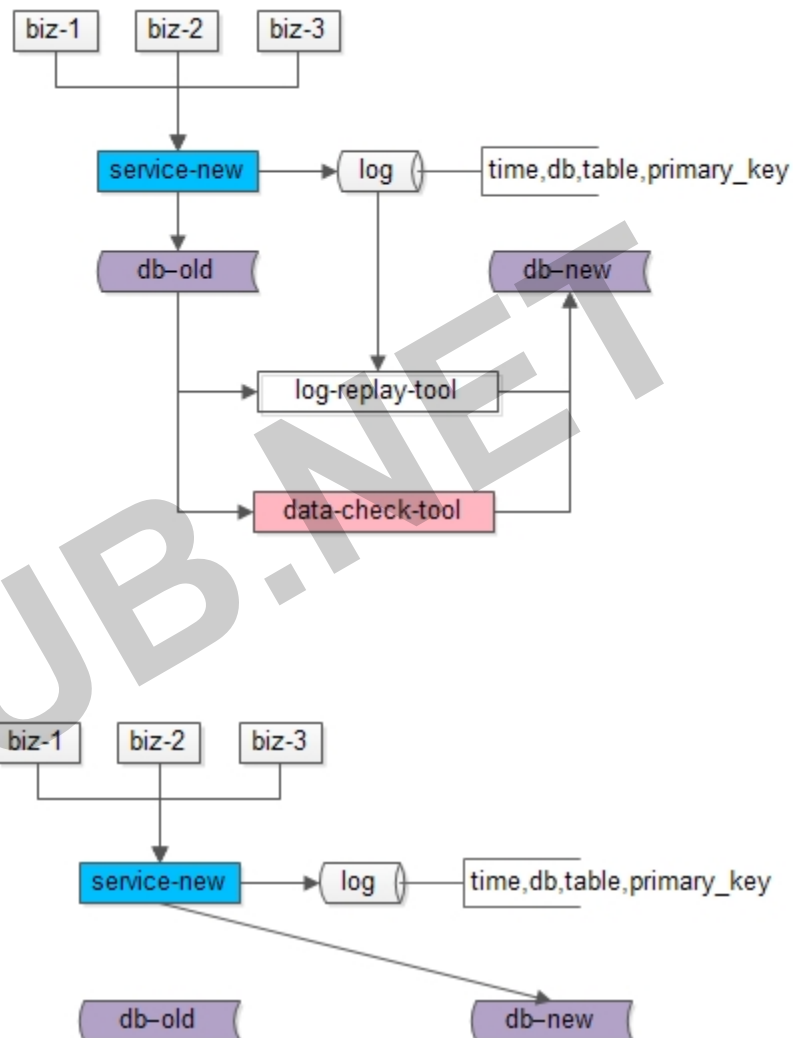 biz-1 biz-2 biz-3
service-new log time,db,table,primary_key
db-old db-new
log-replay-tool
data-check-tool
UB.NET
biz-1 biz-2 biz-3
service-new log time,db,table,primary_key
db-old db-new